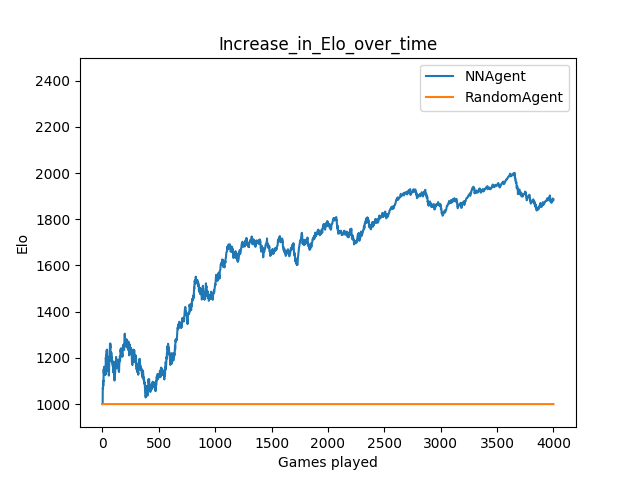 Increase_in_Elo_over_time
NNAgent
RandomAgent
2400
2200
2000
1800
1600
1400
1200
1000
Elo
0 500 1000 1500 2000 2500 3000 3500 4000
Games played